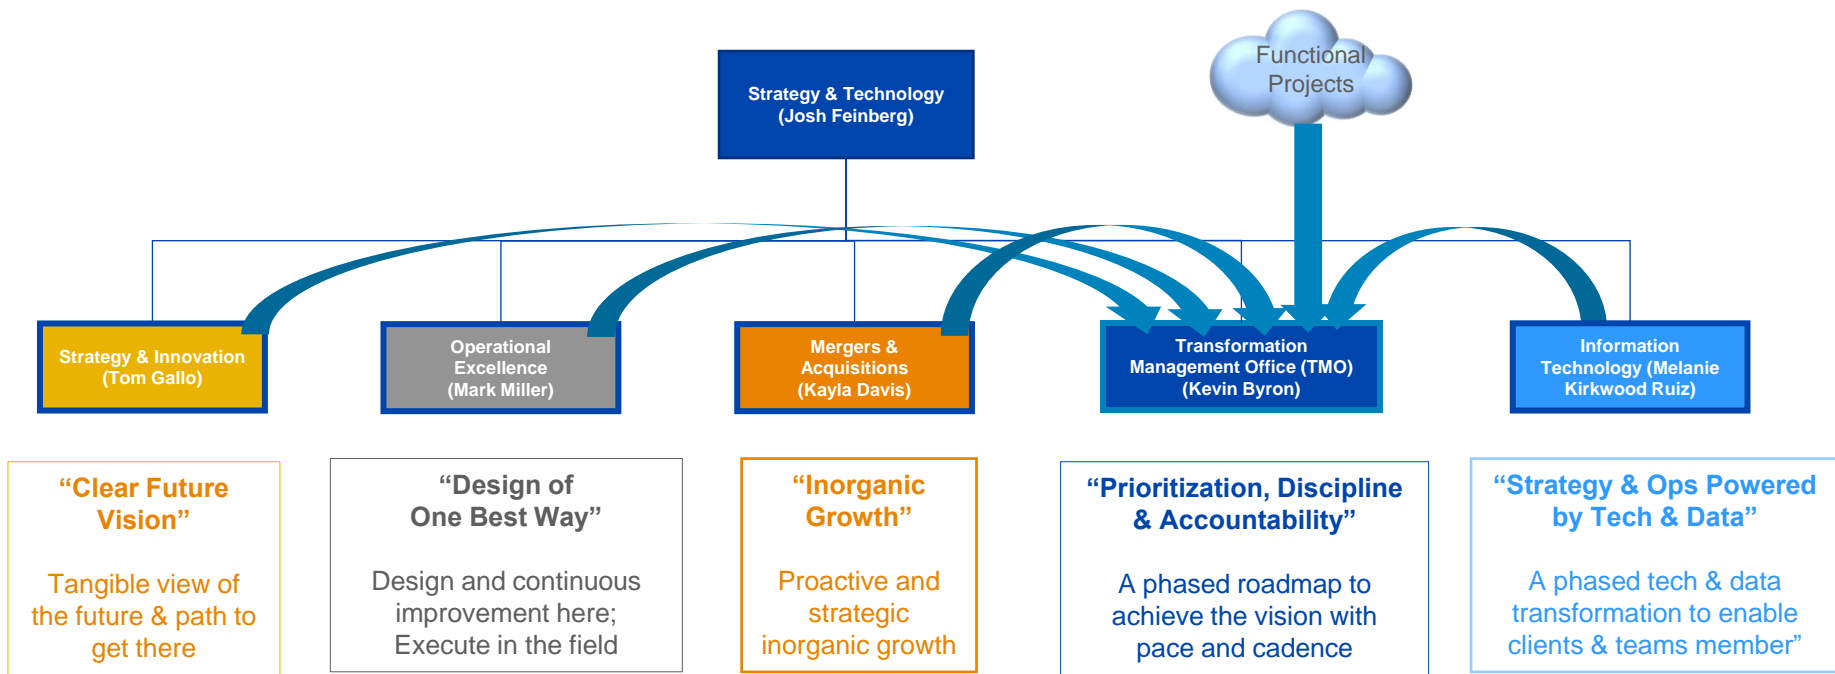 Functional
Projects
Strategy & Technology
(Josh Feinberg)
Strategy & Innovation
(Tom Gallo)
Operational
Excellence
(Mark Miller)
Mergers &
Acquisitions
(Kayla Davis)
Transformation
Management Office (TMO)
(Kevin Byron)
Information
Technology (Melanie
Kirkwood Ruiz)
“Clear Future
Vision”
Tangible view of
the future & path to
get there
“Design of
One Best Way”
Design and continuous
improvement here;
Execute in the field
“Inorganic
Growth”
Proactive and
strategic
inorganic growth
“Prioritization, Discipline
& Accountability”
A phased roadmap to
achieve the vision with
pace and cadence
“Strategy & Ops Powered
by Tech & Data”
A phased tech & data
transformation to enable
clients & teams member”